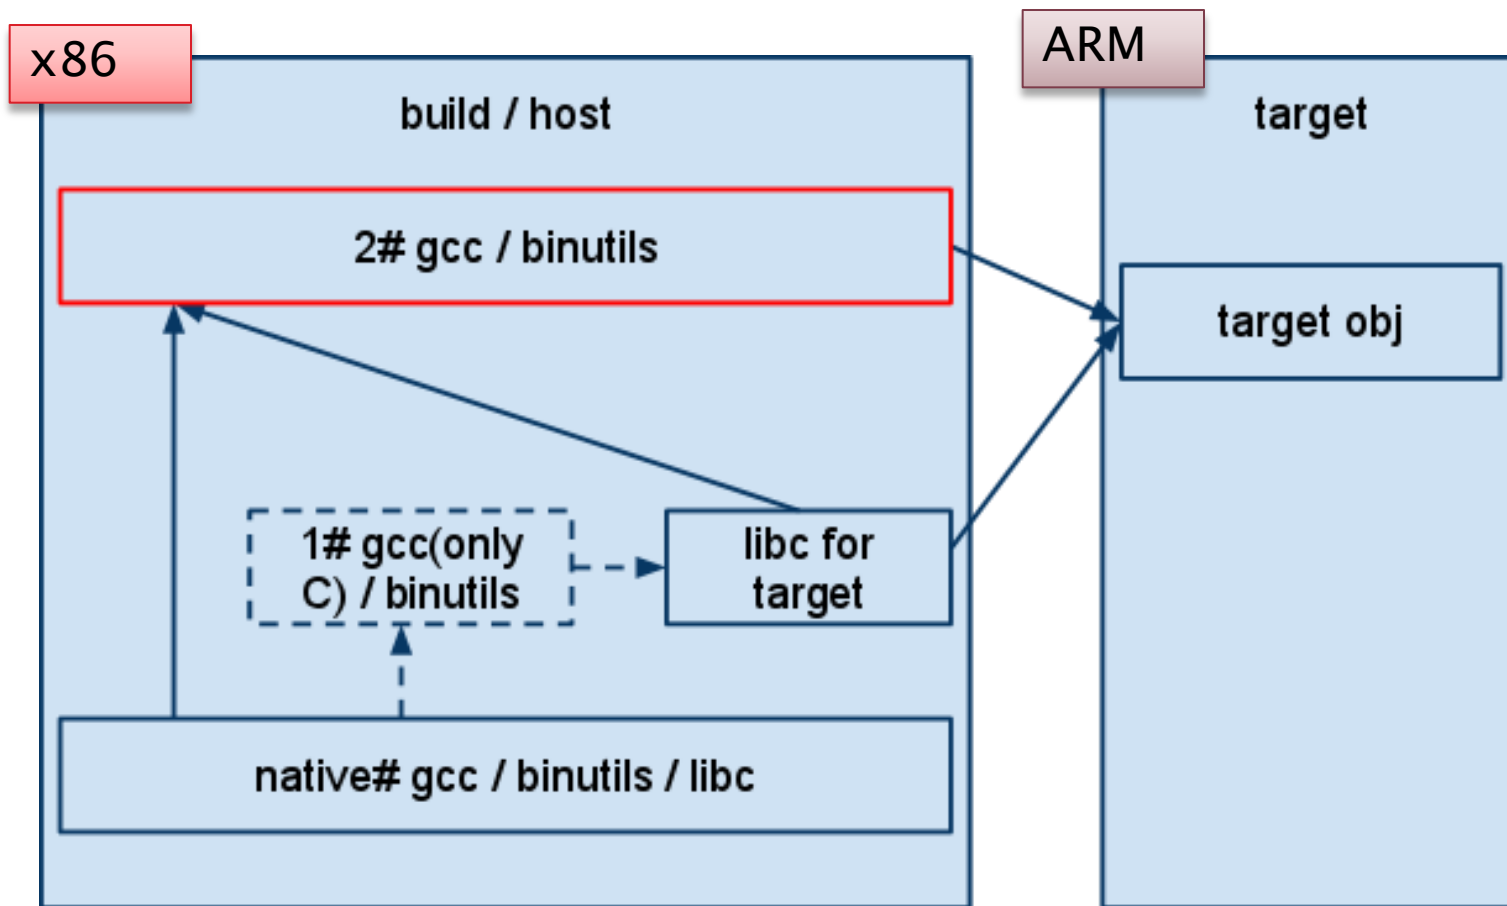 x86
ARM
build / host
target
2# gcc / binutils
target obj
1# gcc(only
C) / binutils
libc for
target
native# gcc / binutils / libc